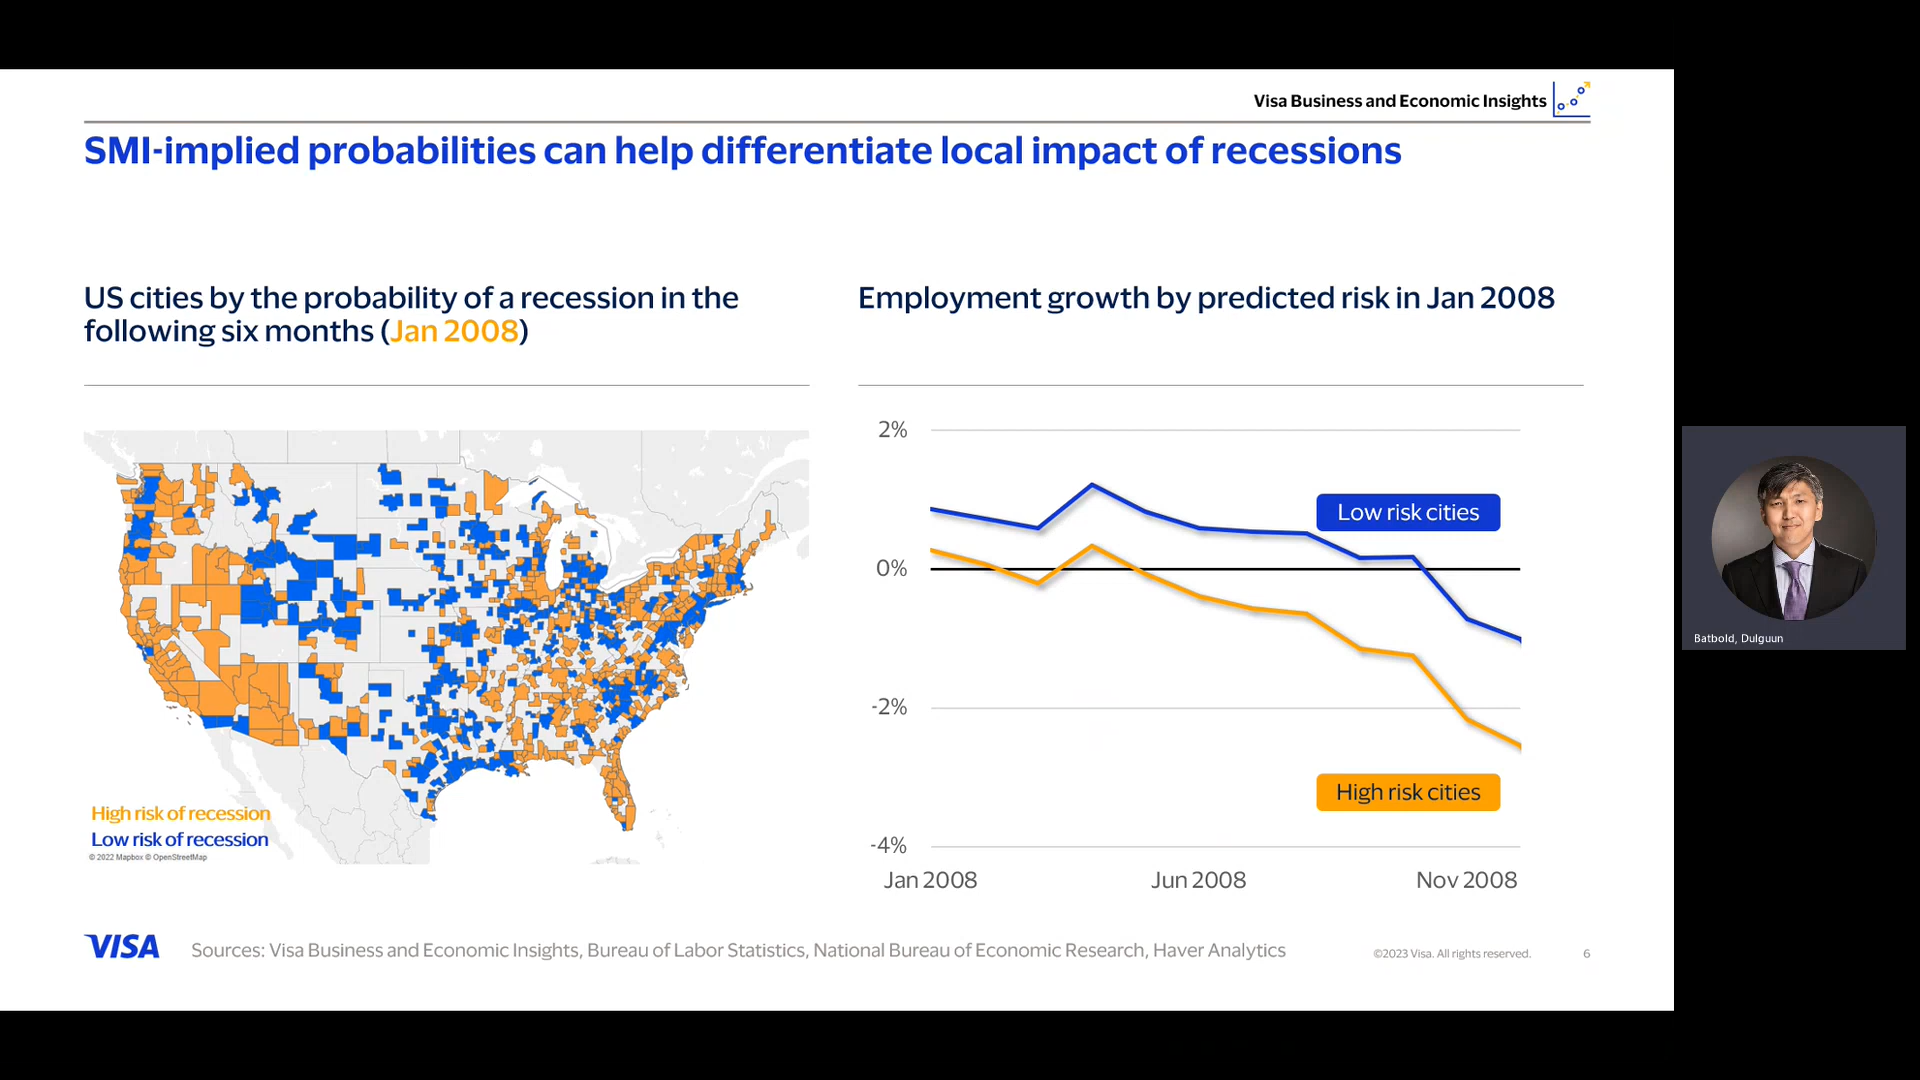 Visa Business and Economic Insights
SMI-implied probabilities can help differentiate local impact of recessions
US cities by the probability of a recession in the
following six months (Jan 2008)
High risk of recession
Low risk of recession
© 2022 Mapbox © OpenStreetMap
Employment growth by predicted risk in Jan 2008
2%
0%
-2%
-4%
Low risk cities
High risk cities
Jan 2008
Jun 2008
Nov 2008
VISA
Sources: Visa Business and Economic Insights, Bureau of Labor Statistics, National Bureau of Economic Research, Haver Analytics
©2023 Visa. All rights reserved.
6
Batbold, Dulguun